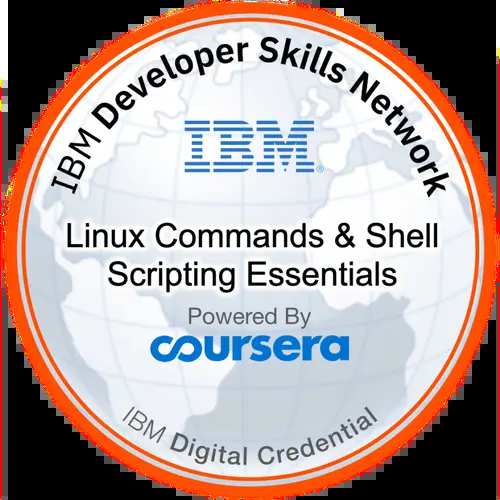 IBM Developer Skills Network
IBM®
Linux Commands & Shell
Scripting Essentials
Powered By
coursera
IBM Digital Credential